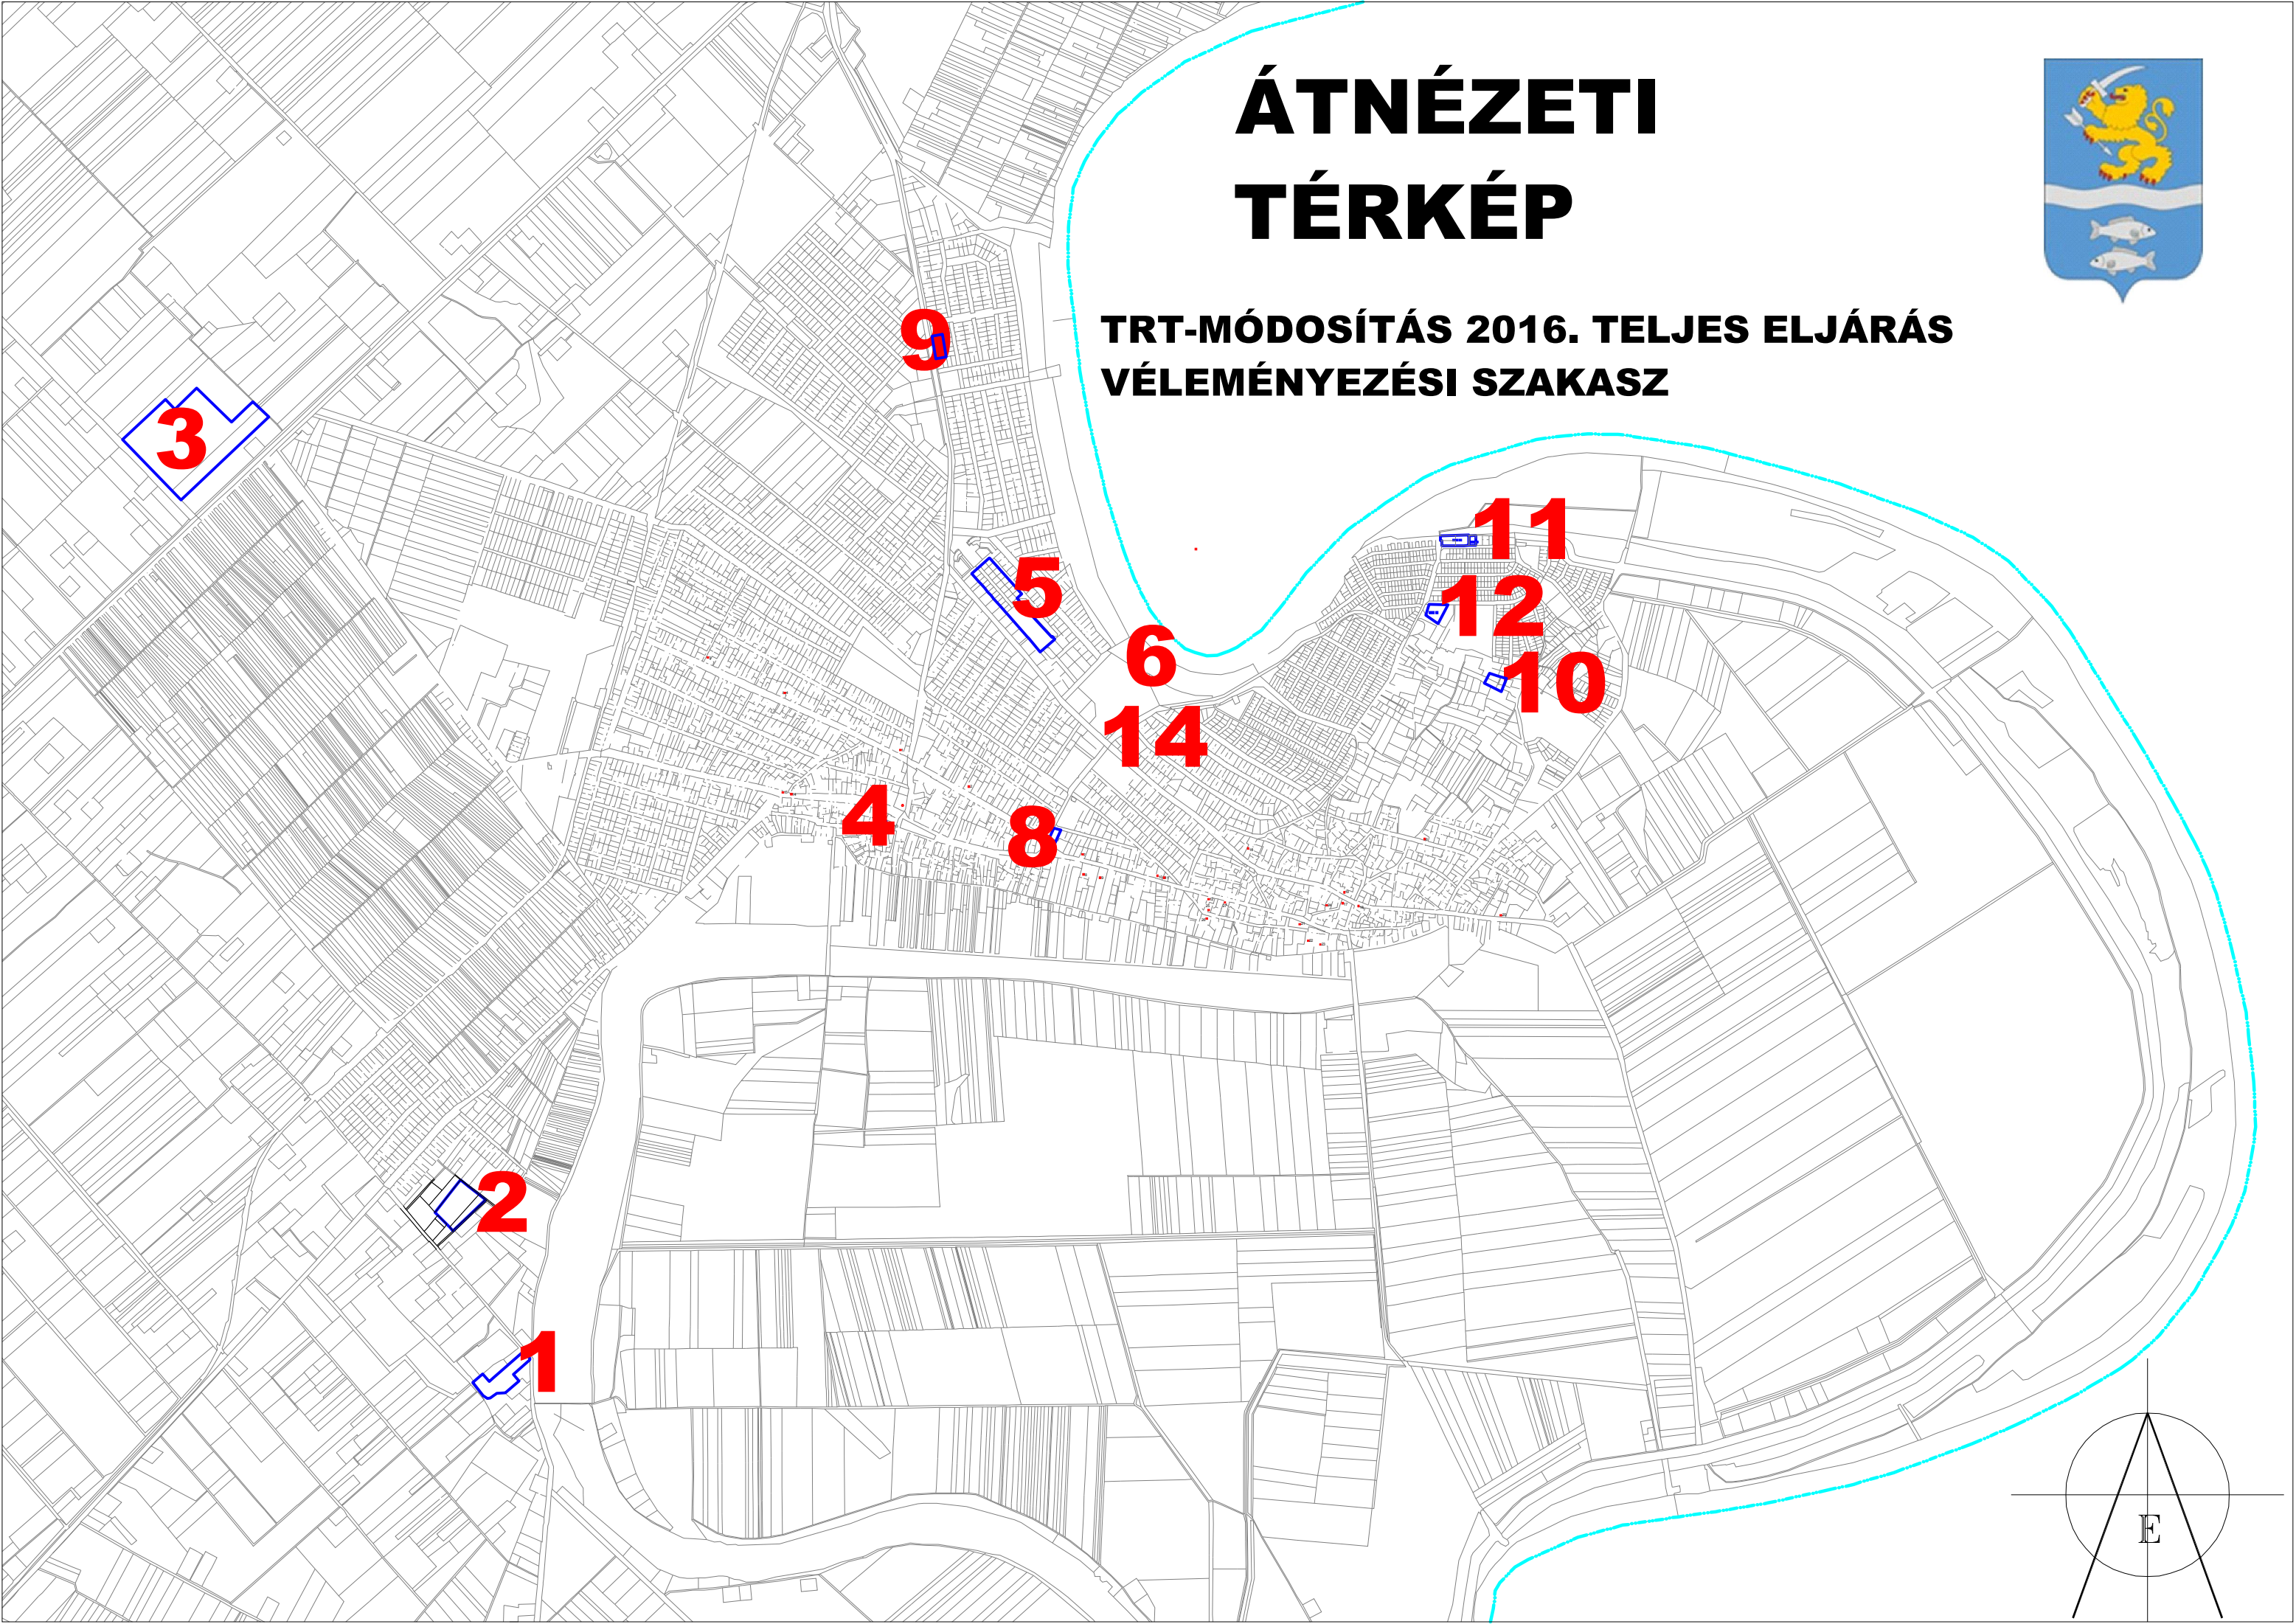 ÁTNÉZETI
TÉRKÉP
TRT-MÓDOSÍTÁS 2016. TELJES ELJÁRÁS
VÉLEMÉNYEZÉSI SZAKASZ
9
3
11
5
12
6
10
14
4
8
2
1
E